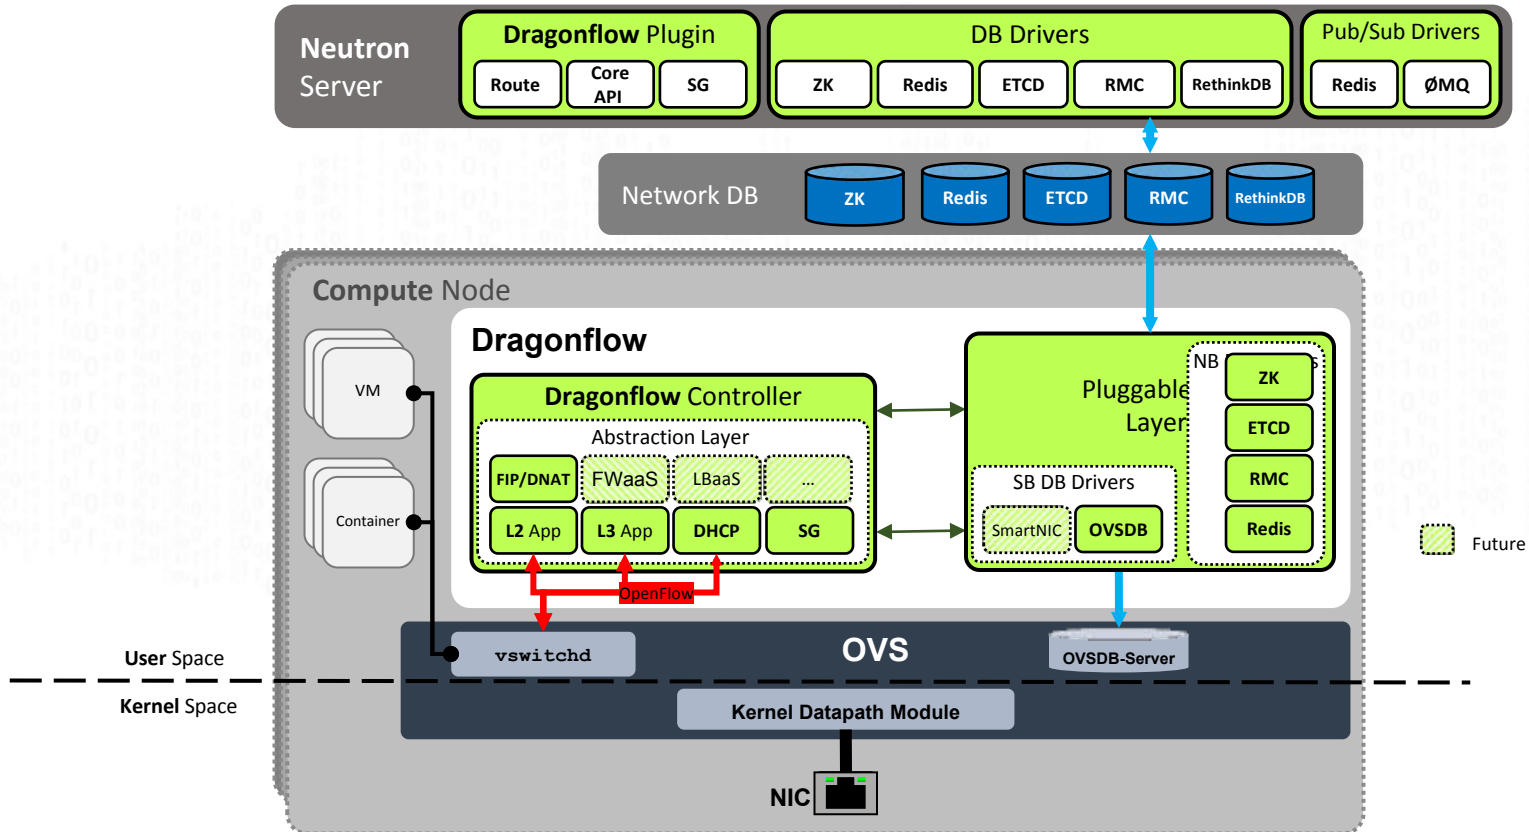 Neutron
Server
Dragonflow Plugin
Route
Core
API
SG
DB Drivers
ZK
Redis
ETCD
RMC
RethinkDB
Pub/Sub Drivers
Redis
ØMQ
Network DB
ZK
Redis
ETCD
RMC
RethinkDB
Compute Node
VM
Container
Dragonflow
Dragonflow Controller
Abstraction Layer
FIP/DNAT
FWaaS
LBaaS
...
L2 App
L3 App
DHCP
SG
OpenFlow
Pluggable
Layer
NB
ZK
ETCD
RMC
Redis
SB DB Drivers
SmartNIC
OVSDB
Future
vswitchd
OVS
OVSDB-Server
User Space
Kernel Space
Kernel Datapath Module
NIC